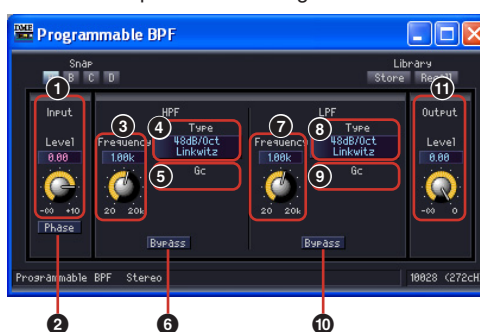 DME Programmable BPF
Snap
B C D
Library
Store Recall
1
Input
Level
0.00
-∞ +10
Phase
2
HPF
3
Frequency
1.00k
20 20k
4
Type
48dB/Oct
Linkwitz
5
Gc
Bypass
6
LPF
7
Frequency
1.00k
20 20k
8
Type
48dB/Oct
Linkwitz
9
Gc
Bypass
10
11
Output
Level
0.00
-∞ 0
Programmable BPF Stereo
10028 (272cH